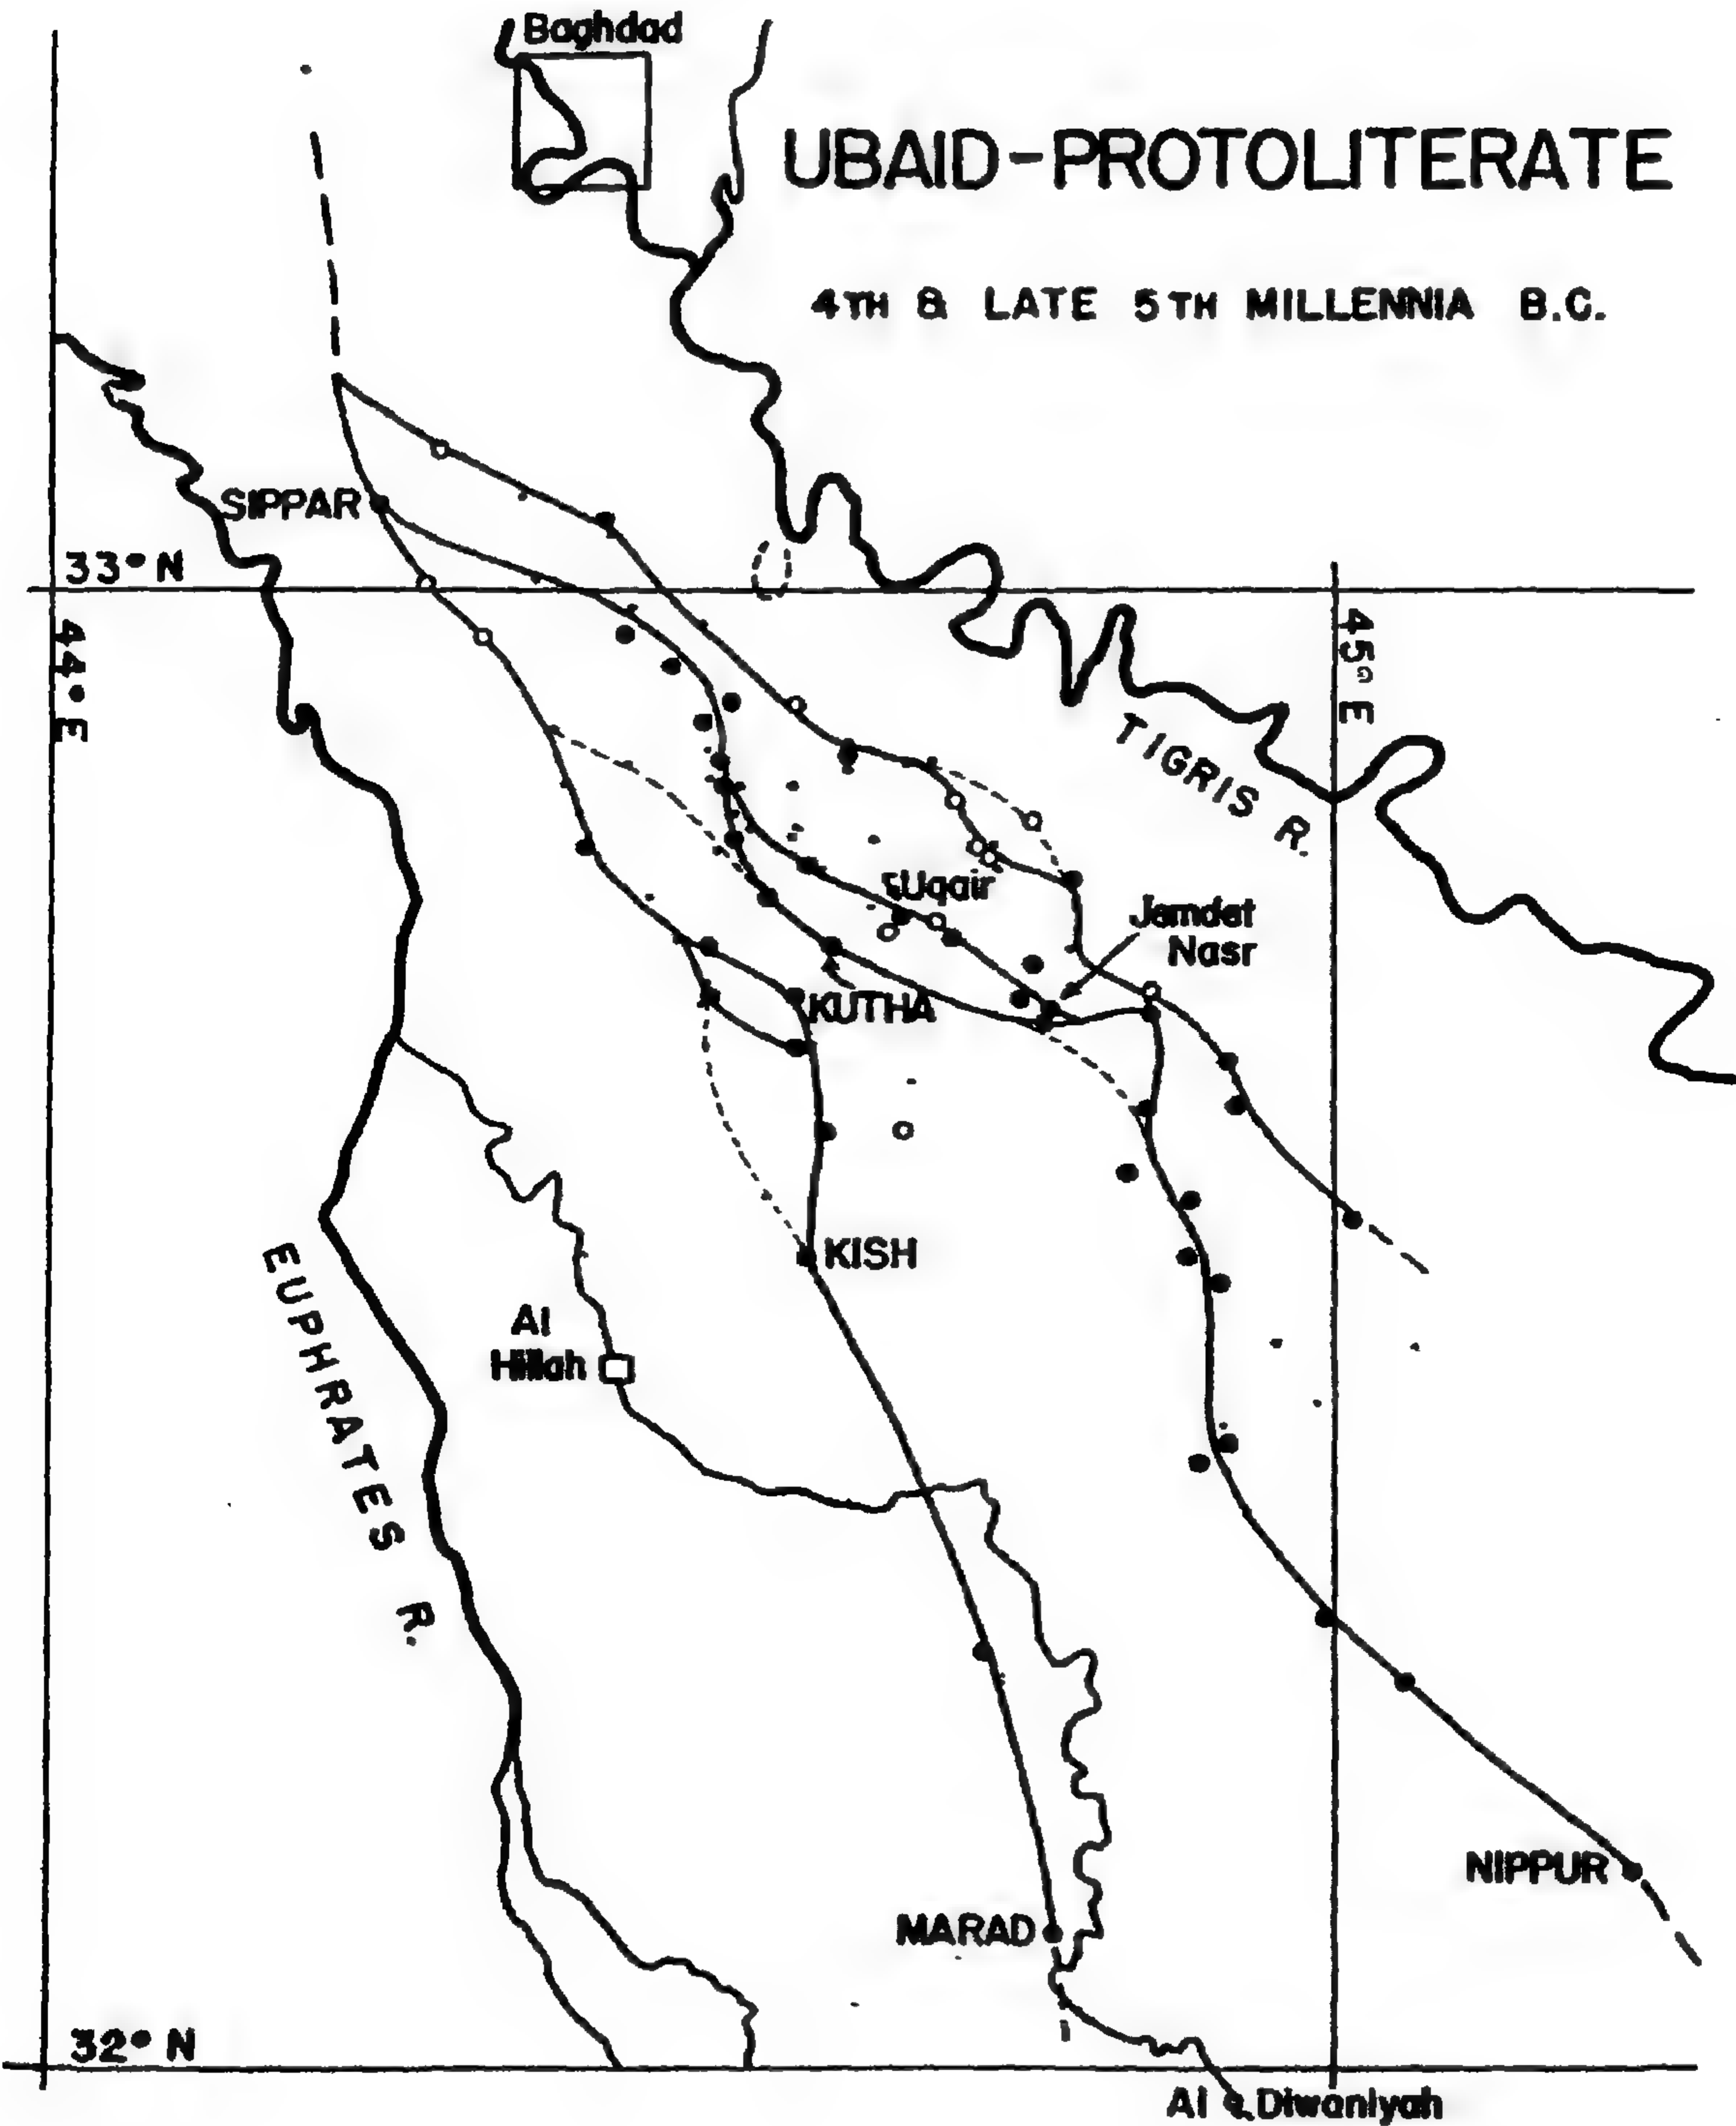 Baghdad
UBAID-PROTOLITERATE
4TH & LATE 5TH MILLENNIA B.C.
SIPPAR
33° N
44° E
45° E
TIGRIS R.
Uqair
Jemdet
Nasr
KUTHA
KISH
EUPHRATES R.
Al
Hillah
NIPPUR
MARAD
32° N
Al Diwaniyah